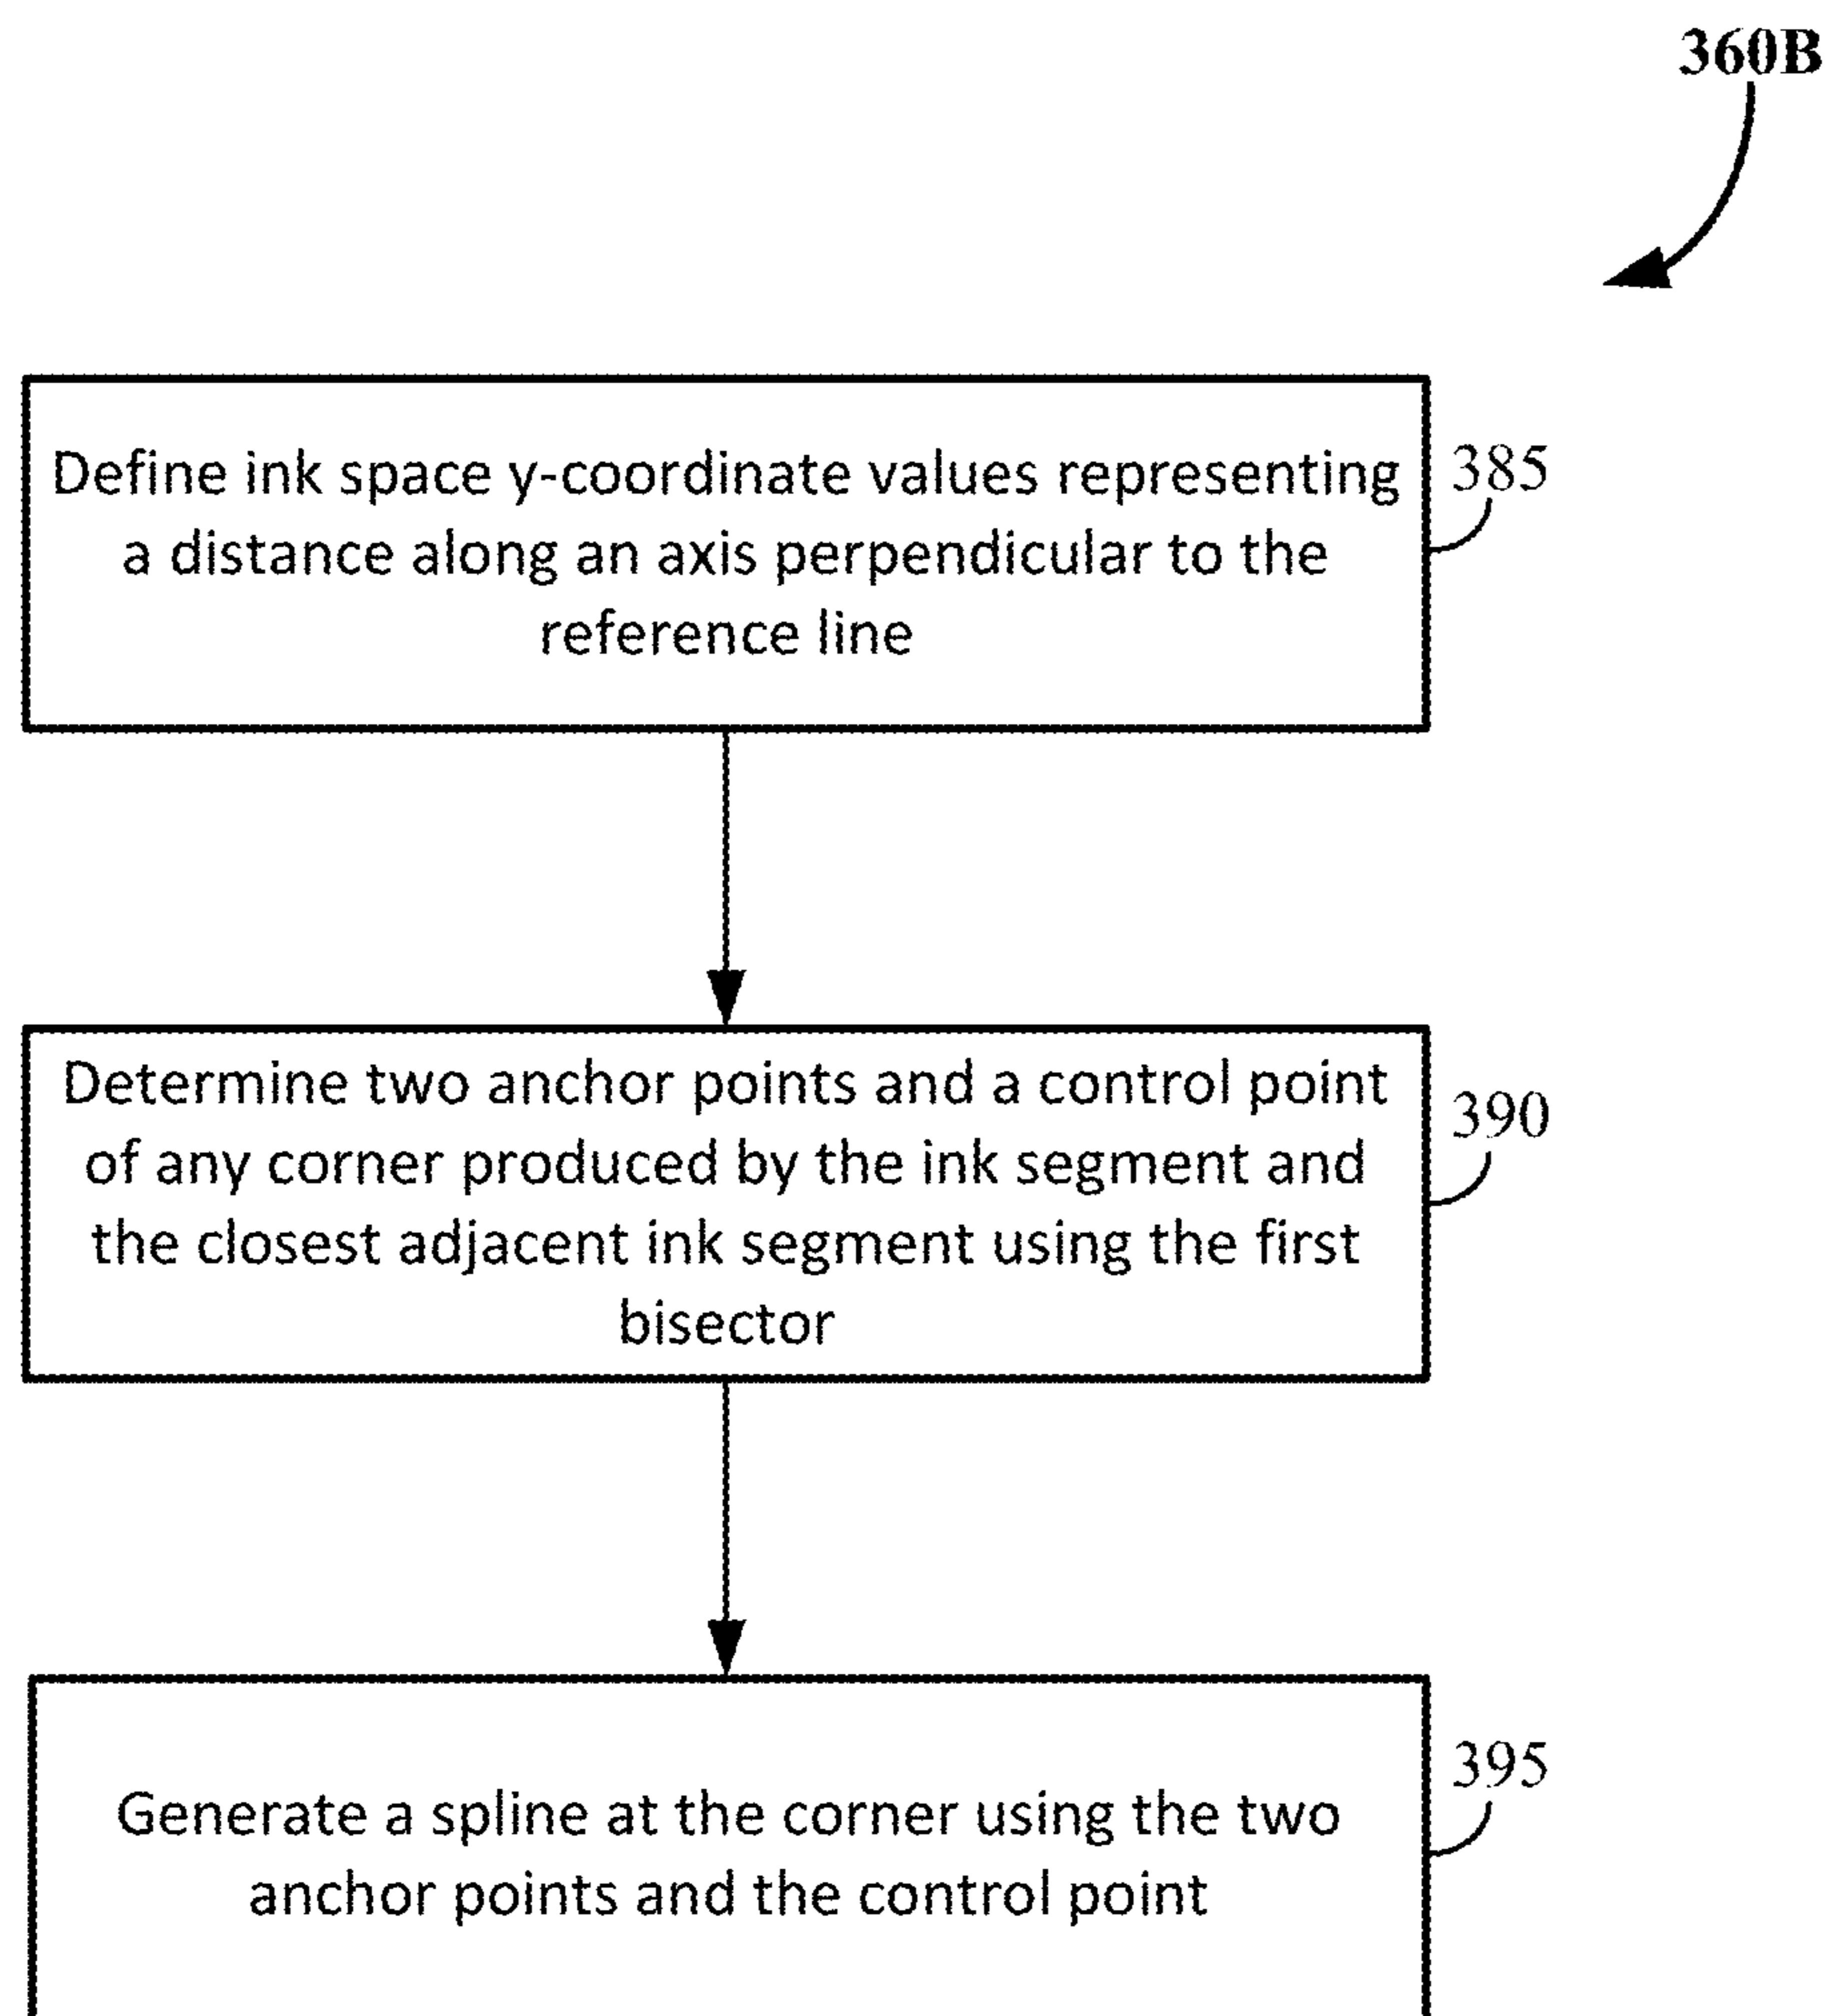 360B
Define ink space y-coordinate values representing
a distance along an axis perpendicular to the
reference line
385
Determine two anchor points and a control point
of any corner produced by the ink segment and
the closest adjacent ink segment using the first
bisector
390
Generate a spline at the corner using the two
anchor points and the control point
395